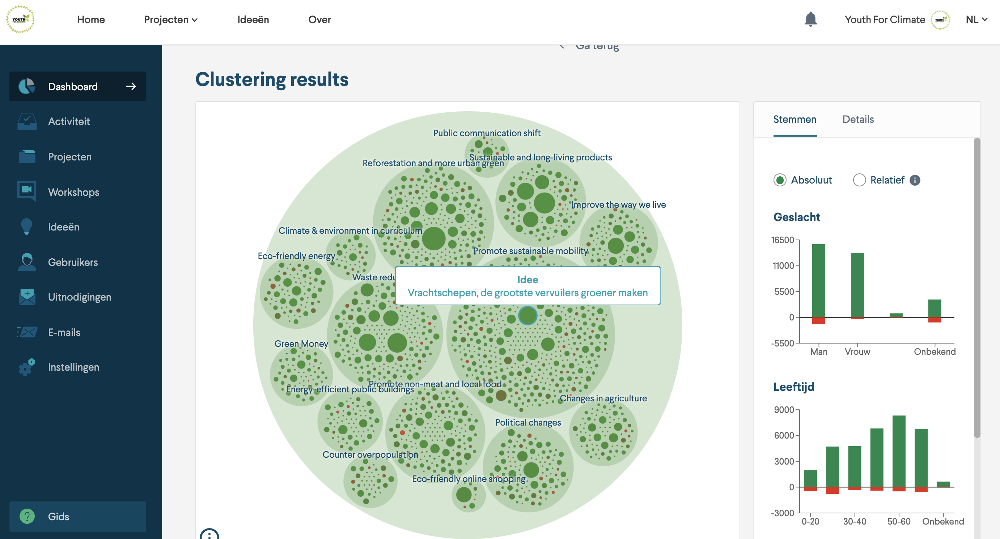 YOUTH
FOR CLIMATE
Home
Projecten
Ideeën
Over
Youth For Climate
YOUTH
NL
Dashboard
Activiteit
Projecten
Workshops
Ideeën
Gebruikers
Uitnodigingen
E-mails
Instellingen
Gids
Ga terug
Clustering results
Public communication shift
Sustainable and long-living products
Reforestation and more urban green
Improve the way we live
Climate & environment in curriculum
Promote sustainable mobility
Eco-friendly energy
Waste redu
Idee
Vrachtschepen, de grootste vervuilers groener maken
Green Money
Promote non-meat and local food
Energy-efficient public buildings
Changes in agriculture
Political changes
Counter overpopulation
Eco-friendly online shopping
Stemmen
Details
Absoluut
Relatief
Geslacht
16500
11000
5500
0
-5500
Man
Vrouw
Onbekend
Leeftijd
9000
6000
3000
0
-3000
0-20
30-40
50-60
Onbekend